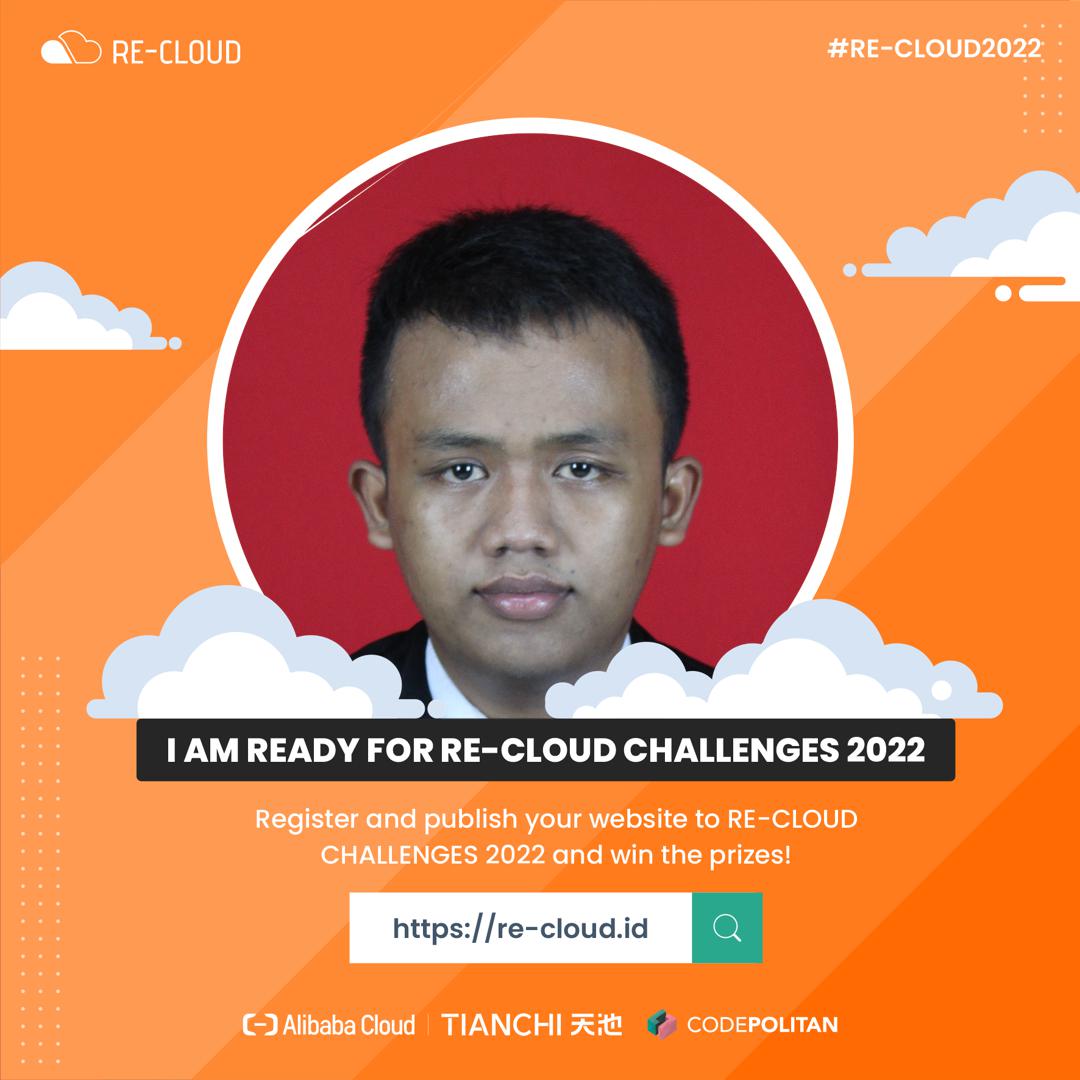 RE-CLOUD
#RE-CLOUD2022
I AM READY FOR RE-CLOUD CHALLENGES 2022
Register and publish your website to RE-CLOUD
CHALLENGES 2022 and win the prizes!
https://re-cloud.id
Alibaba Cloud | TIANCHI 天池 CODEPOLITAN